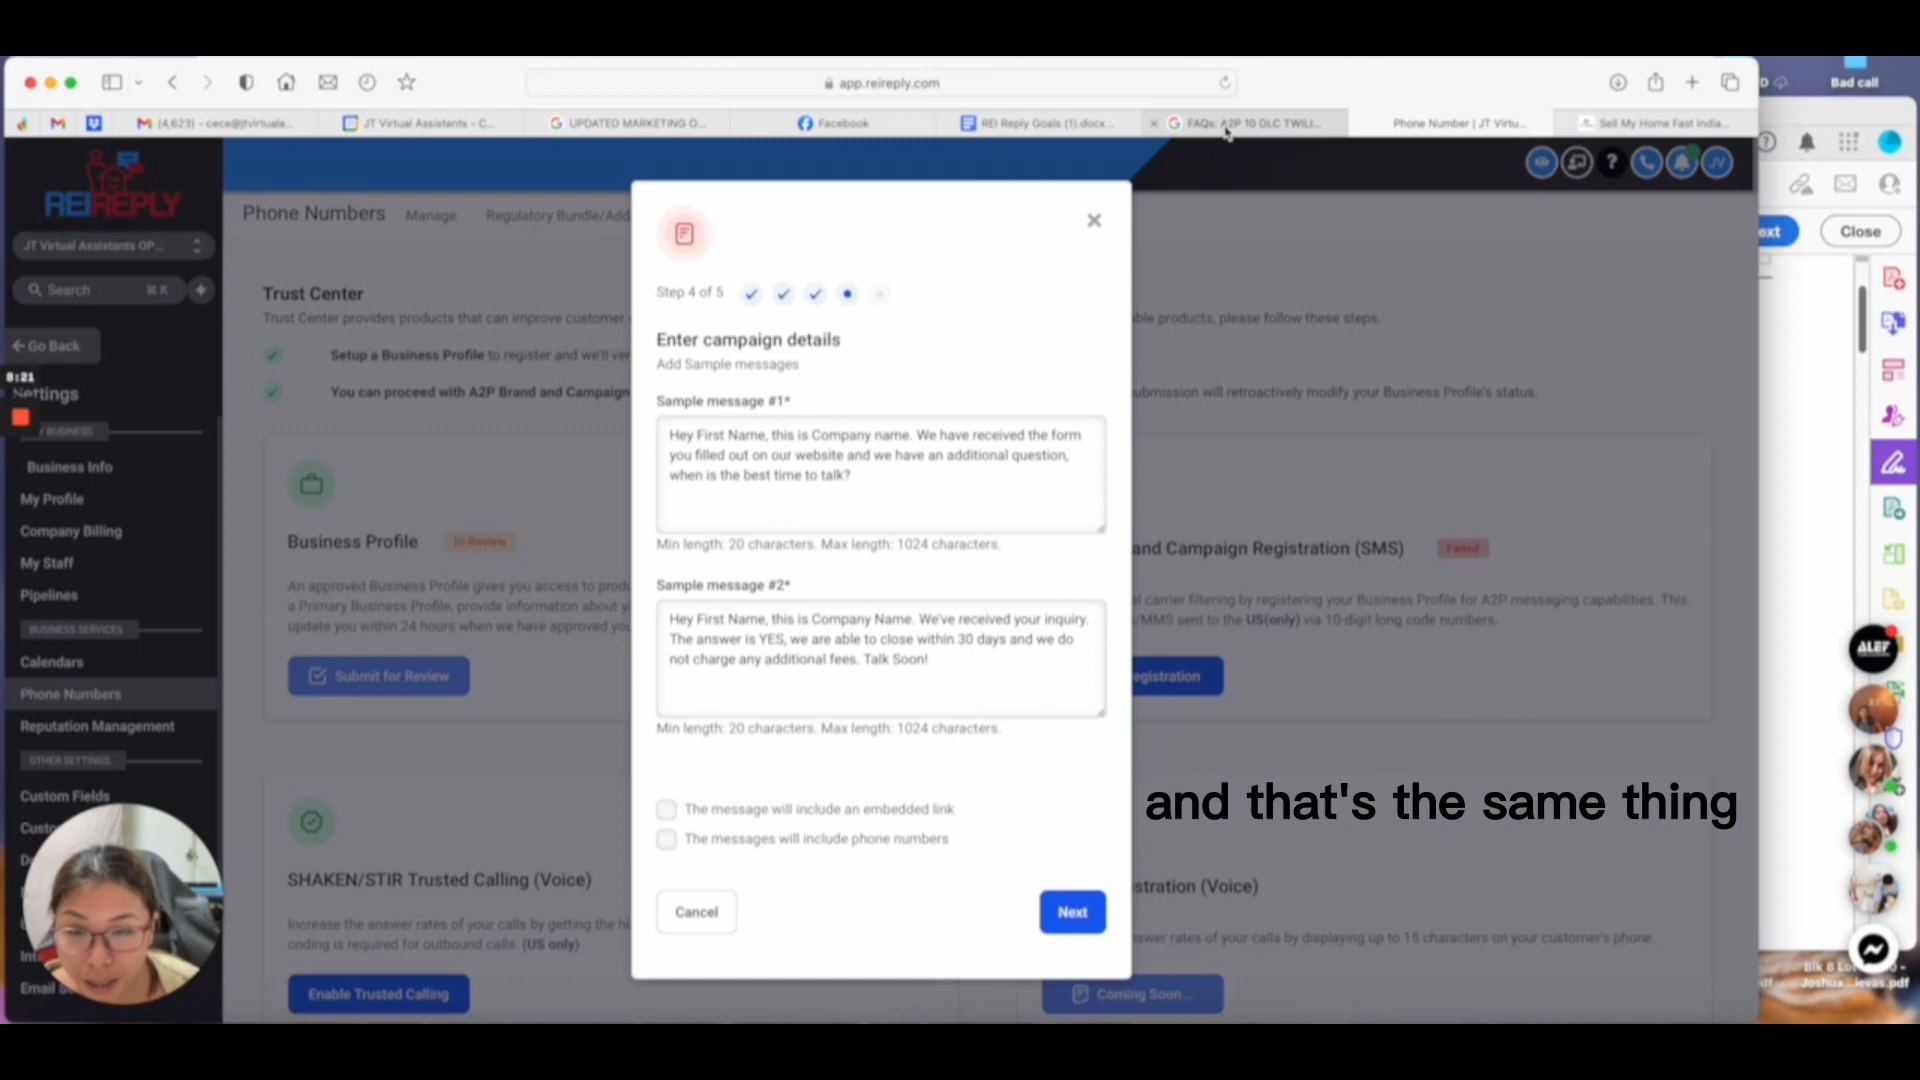 Bad call
app.reireply.com
(4,623) - cece@jtvirtuala...
JT Virtual Assistants - C...
UPDATED MARKETING O...
Facebook
REI Reply Goals (1).docx...
FAQs: A2P 10 DLC TWILI...
Phone Number | JT Virtu...
Sell My Home Fast India...
REIREPLY
JT Virtual Assistants OP...
Search ⌘ K
← Go Back
8:21
Settings
BUSINESS
Business Info
My Profile
Company Billing
My Staff
Pipelines
BUSINESS SERVICES
Calendars
Phone Numbers
Reputation Management
OTHER SETTINGS
Custom Fields
Email S
Phone Numbers Manage Regulatory Bundle/Add
JV
Trust Center
Trust Center provides products that can improve customer
ble products, please follow these steps.
Setup a Business Profile to register and we'll ver
You can proceed with A2P Brand and Campaign
ubmission will retroactively modify your Business Profile's status.
Business Profile In-Review
An approved Business Profile gives you access to produ
a Primary Business Profile, provide information about y
update you within 24 hours when we have approved you
Submit for Review
and Campaign Registration (SMS) Failed
al carrier filtering by registering your Business Profile for A2P messaging capabilities. This
/MMS sent to the US(only) via 10-digit long code numbers.
egistration
SHAKEN/STIR Trusted Calling (Voice)
Increase the answer rates of your calls by getting the hi
coding is required for outbound calls. (US only)
Enable Trusted Calling
stration (Voice)
swer rates of your calls by displaying up to 15 characters on your customer's phone.
Coming Soon...
Step 4 of 5
Enter campaign details
Add Sample messages
Sample message #1*
Hey First Name, this is Company name. We have received the form
you filled out on our website and we have an additional question,
when is the best time to talk?
Min length: 20 characters. Max length: 1024 characters.
Sample message #2*
Hey First Name, this is Company Name. We've received your inquiry.
The answer is YES, we are able to close within 30 days and we do
not charge any additional fees. Talk Soon!
Min length: 20 characters. Max length: 1024 characters.
The message will include an embedded link
The messages will include phone numbers
Cancel
Next
and that's the same thing
ext
Close
ALEF